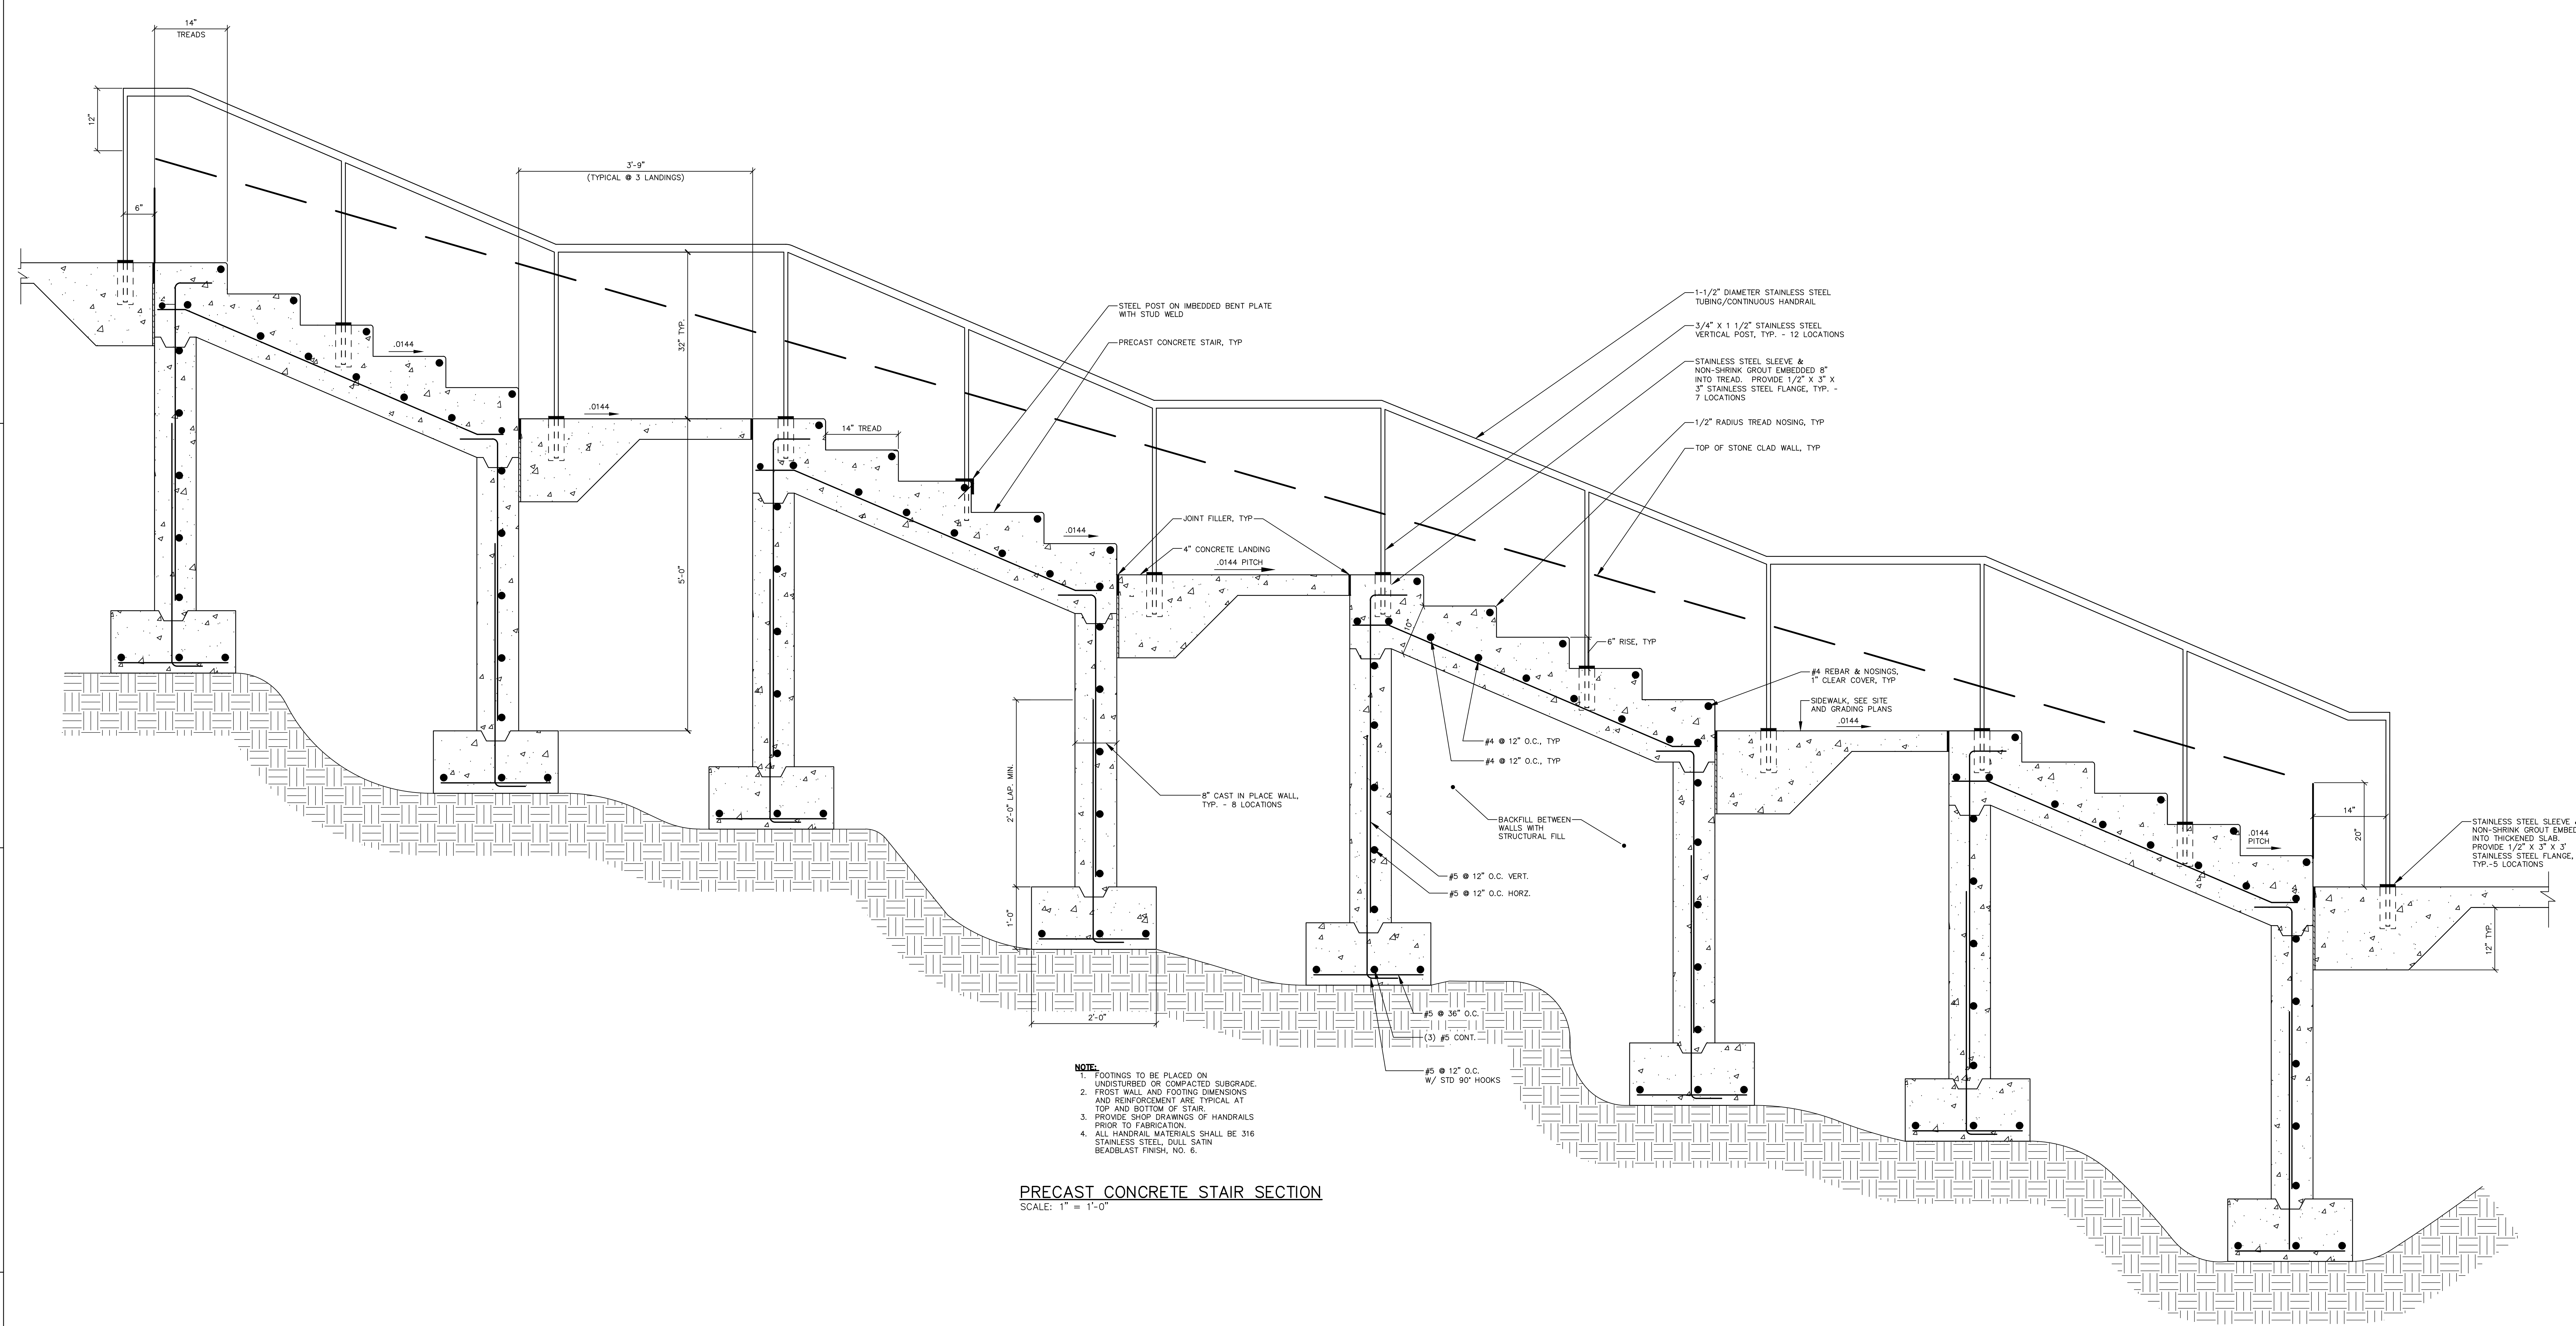 14"
TREADS
12"
6"
3'-9"
(TYPICAL @ 3 LANDINGS)
32" TYP.
5'-0"
.0144
.0144
STEEL POST ON IMBEDDED BENT PLATE
WITH STUD WELD
PRECAST CONCRETE STAIR, TYP
14" TREAD
.0144
JOINT FILLER, TYP
4" CONCRETE LANDING
.0144 PITCH
1-1/2" DIAMETER STAINLESS STEEL
TUBING/CONTINUOUS HANDRAIL
3/4" X 1 1/2" STAINLESS STEEL
VERTICAL POST, TYP. - 12 LOCATIONS
STAINLESS STEEL SLEEVE &
NON-SHRINK GROUT EMBEDDED 8"
INTO TREAD. PROVIDE 1/2" X 3" X
3" STAINLESS STEEL FLANGE, TYP. -
7 LOCATIONS
1/2" RADIUS TREAD NOSING, TYP
TOP OF STONE CLAD WALL, TYP
10"
6" RISE, TYP
#4 REBAR & NOSINGS,
1" CLEAR COVER, TYP
SIDEWALK, SEE SITE
AND GRADING PLANS
.0144
#4 @ 12" O.C., TYP
#4 @ 12" O.C., TYP
2'-0" LAP. MIN.
1'-0"
8" CAST IN PLACE WALL,
TYP. - 8 LOCATIONS
BACKFILL BETWEEN
WALLS WITH
STRUCTURAL FILL
#5 @ 12" O.C. VERT.
#5 @ 12" O.C. HORZ.
.0144
PITCH
14"
20"
STAINLESS STEEL SLEEVE
NON-SHRINK GROUT EMBED
INTO THICKENED SLAB.
PROVIDE 1/2" X 3" X 3'
STAINLESS STEEL FLANGE,
TYP.-5 LOCATIONS
12" TYP.
2'-0"
#5 @ 36" O.C.
(3) #5 CONT.
#5 @ 12" O.C.
W/ STD 90° HOOKS
NOTE:
1. FOOTINGS TO BE PLACED ON
UNDISTURBED OR COMPACTED SUBGRADE.
2. FROST WALL AND FOOTING DIMENSIONS
AND REINFORCEMENT ARE TYPICAL AT
TOP AND BOTTOM OF STAIR.
3. PROVIDE SHOP DRAWINGS OF HANDRAILS
PRIOR TO FABRICATION.
4. ALL HANDRAIL MATERIALS SHALL BE 316
STAINLESS STEEL, DULL SATIN
BEADBLAST FINISH, NO. 6.
PRECAST CONCRETE STAIR SECTION
SCALE: 1" = 1'-0"